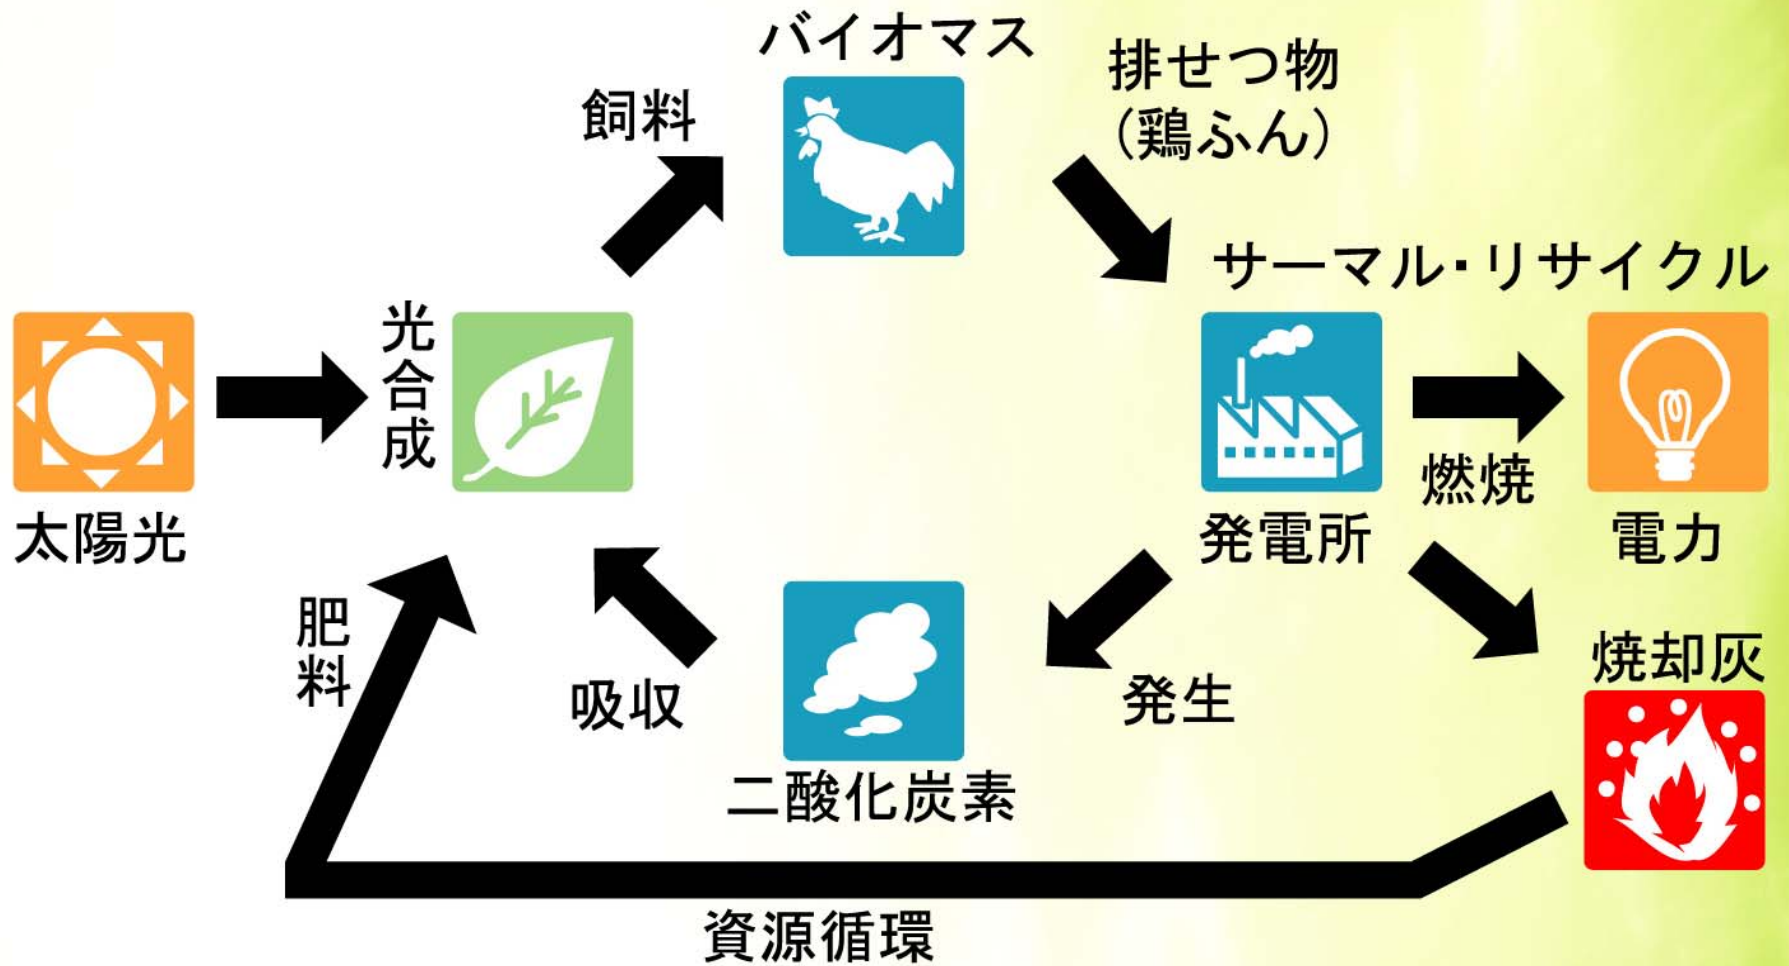 バイオマス
排せつ物
(鶏ふん)
飼料
サーマル・リサイクル
光合成
燃焼
太陽光
発電所
電力
肥料
吸収
発生
焼却灰
二酸化炭素
資源循環